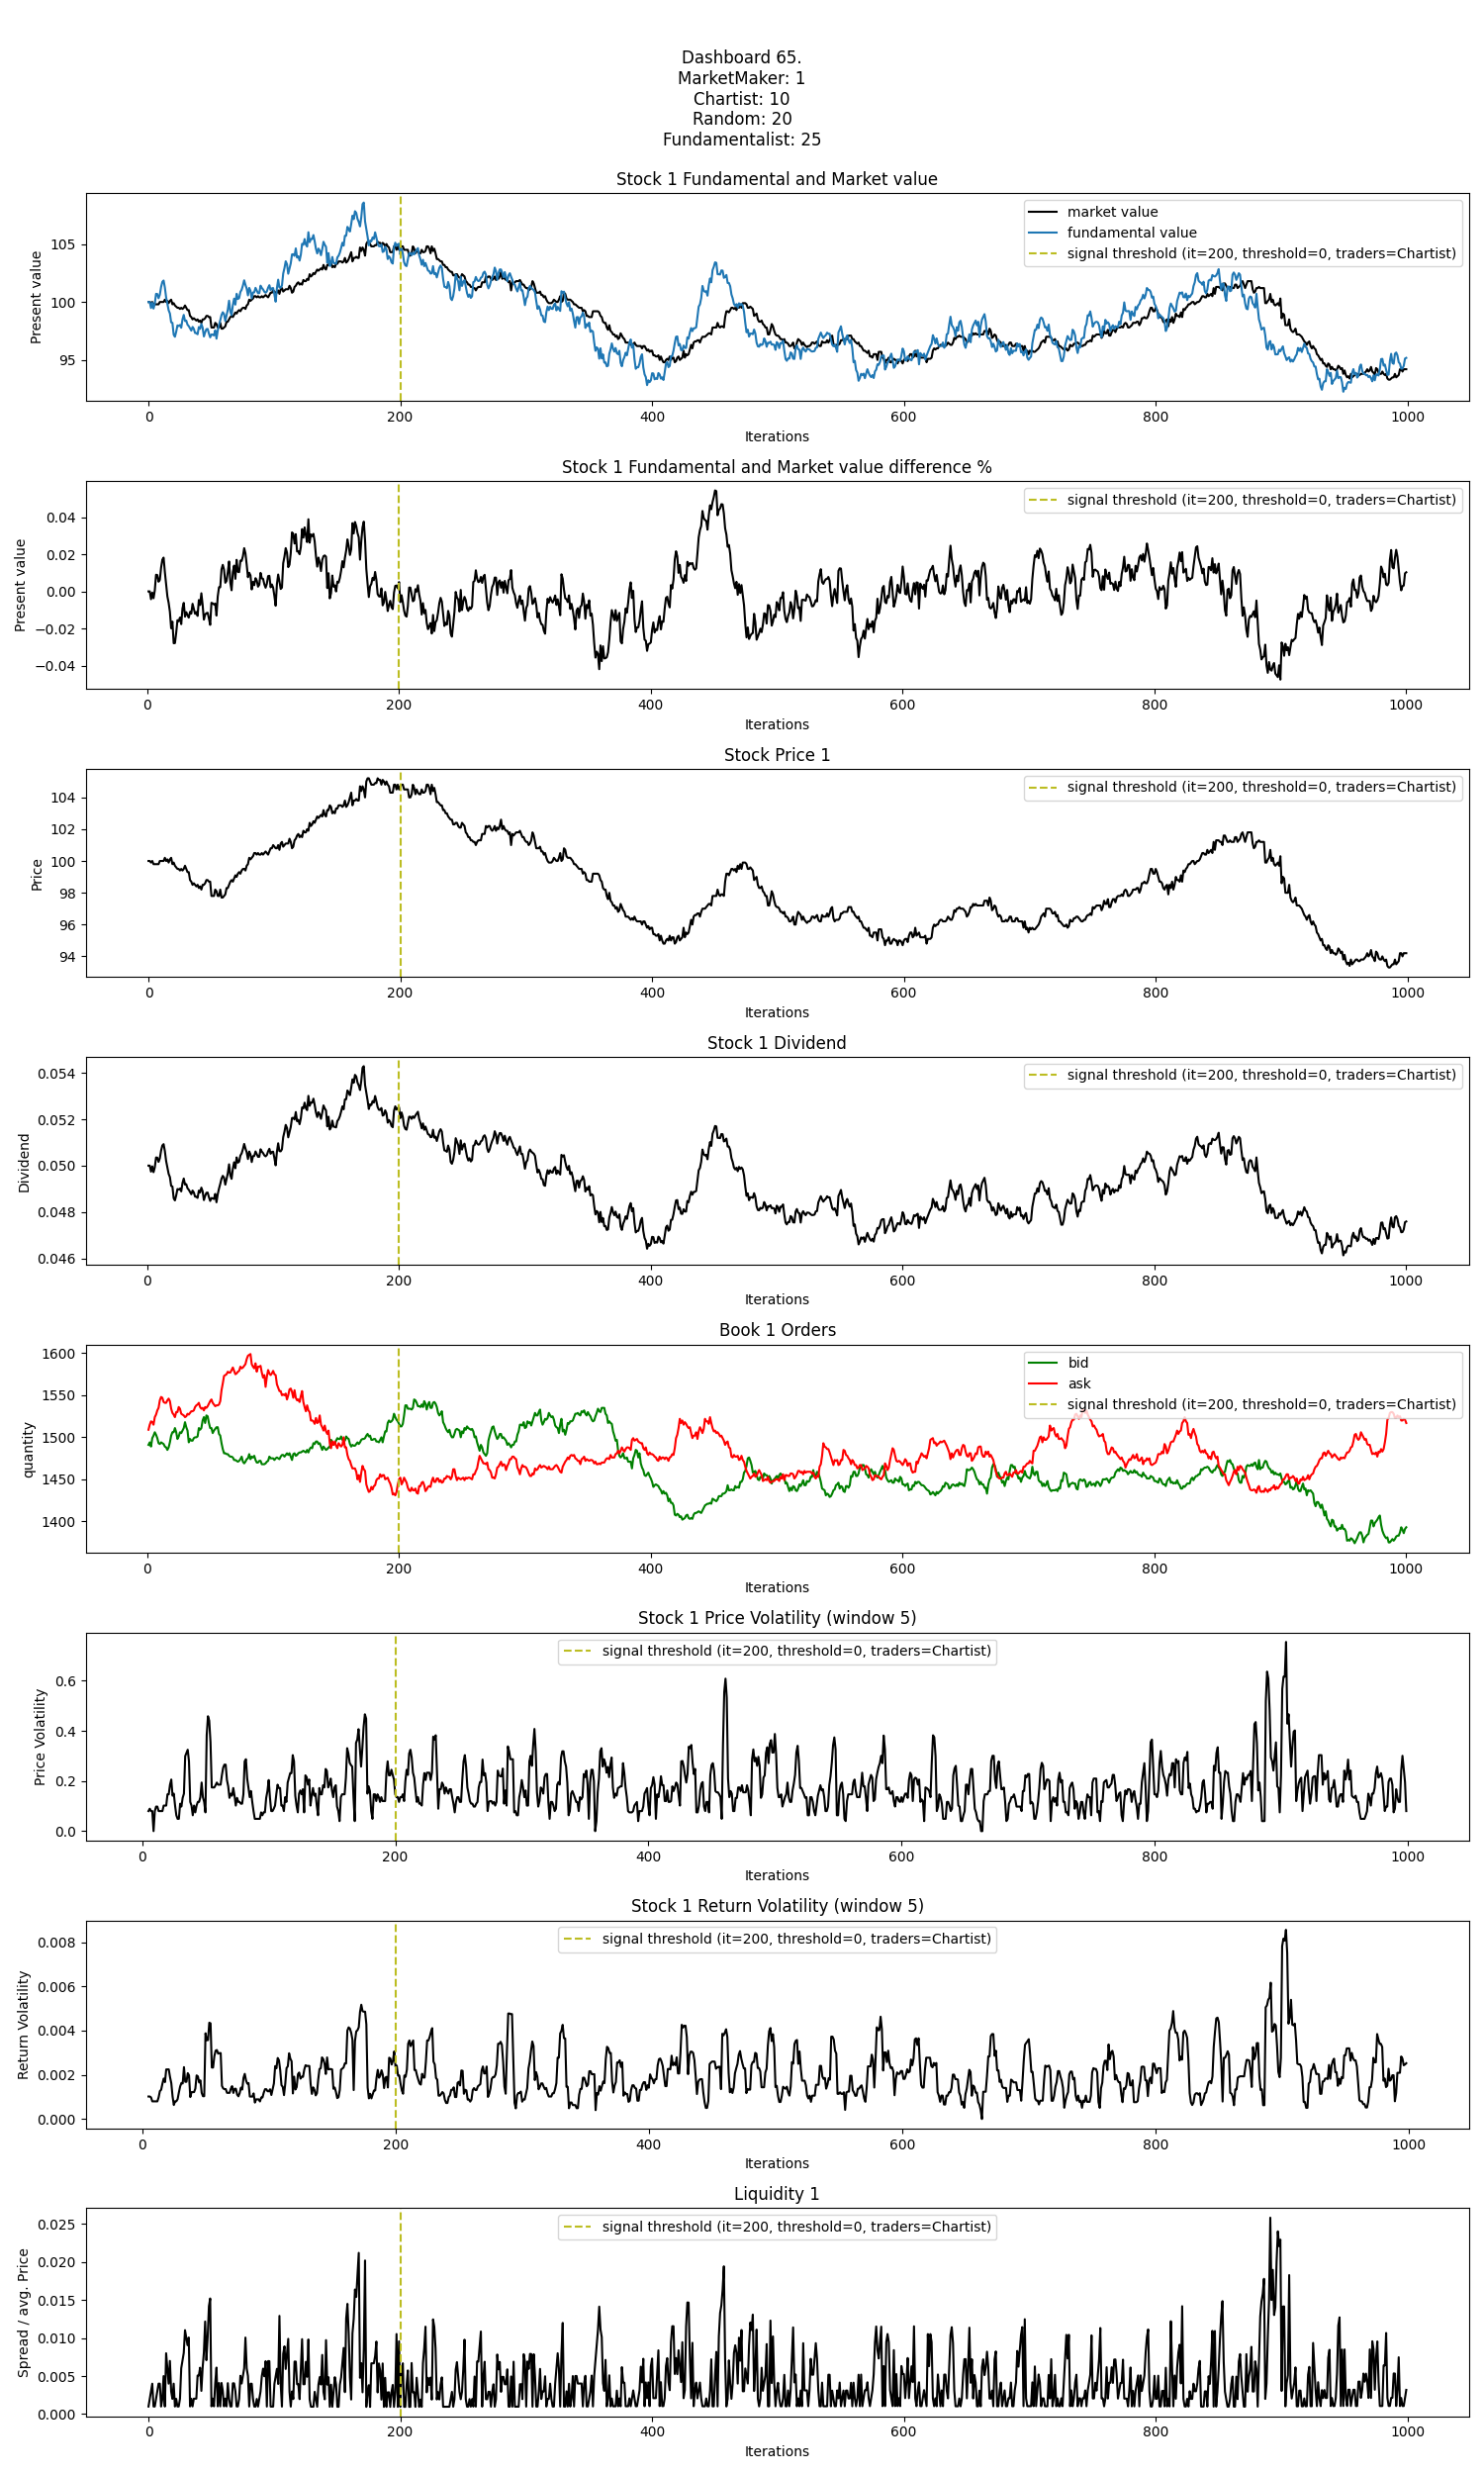 Dashboard 65.
MarketMaker: 1
Chartist: 10
Random: 20
Fundamentalist: 25
Stock 1 Fundamental and Market value
market value
fundamental value
signal threshold (it=200, threshold=0, traders=Chartist)
Present value
105
100
95
0 200 400 600 800 1000
Iterations
Stock 1 Fundamental and Market value difference %
signal threshold (it=200, threshold=0, traders=Chartist)
Present value
0.04
0.02
0.00
−0.02
−0.04
0 200 400 600 800 1000
Iterations
Stock Price 1
signal threshold (it=200, threshold=0, traders=Chartist)
Price
104
102
100
98
96
94
0 200 400 600 800 1000
Iterations
Stock 1 Dividend
signal threshold (it=200, threshold=0, traders=Chartist)
Dividend
0.054
0.052
0.050
0.048
0.046
0 200 400 600 800 1000
Iterations
Book 1 Orders
bid
ask
signal threshold (it=200, threshold=0, traders=Chartist)
quantity
1600
1550
1500
1450
1400
0 200 400 600 800 1000
Iterations
Stock 1 Price Volatility (window 5)
signal threshold (it=200, threshold=0, traders=Chartist)
Price Volatility
0.6
0.4
0.2
0.0
0 200 400 600 800 1000
Iterations
Stock 1 Return Volatility (window 5)
signal threshold (it=200, threshold=0, traders=Chartist)
Return Volatility
0.008
0.006
0.004
0.002
0.000
0 200 400 600 800 1000
Iterations
Liquidity 1
signal threshold (it=200, threshold=0, traders=Chartist)
Spread / avg. Price
0.025
0.020
0.015
0.010
0.005
0.000
0 200 400 600 800 1000
Iterations